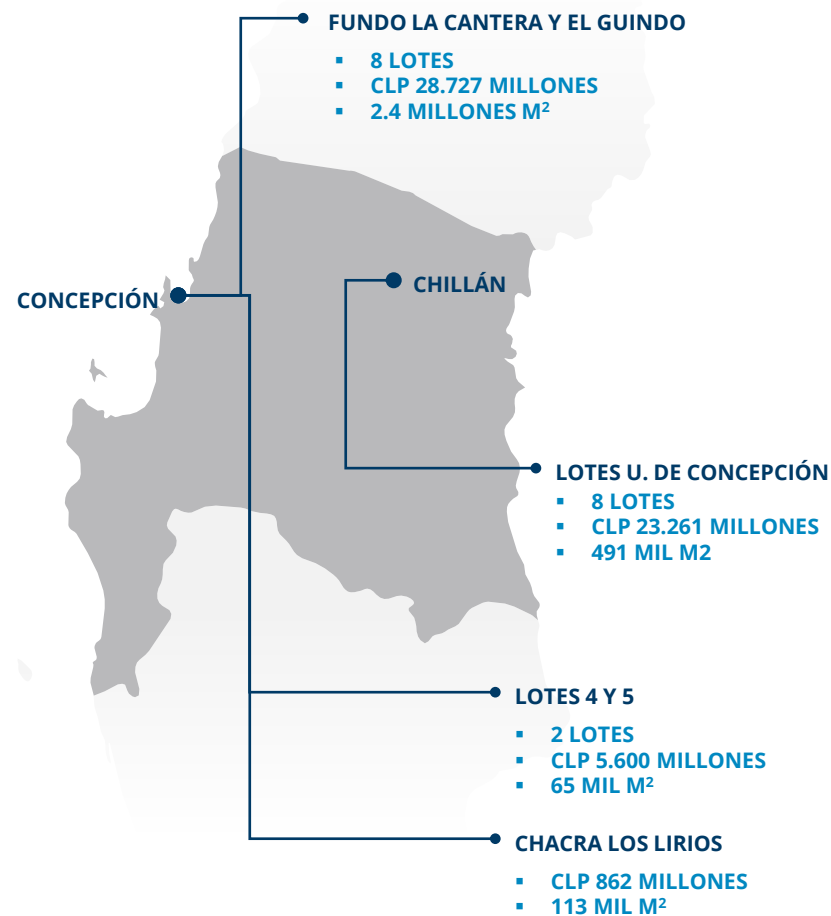 FUNDO LA CANTERA Y EL GUINDO
▪ 8 LOTES
▪ CLP 28.727 MILLONES
▪ 2.4 MILLONES M²
CONCEPCIÓN
CHILLÁN
LOTES U. DE CONCEPCIÓN
▪ 8 LOTES
▪ CLP 23.261 MILLONES
▪ 491 MIL M2
LOTES 4 Y 5
▪ 2 LOTES
▪ CLP 5.600 MILLONES
▪ 65 MIL M²
CHACRA LOS LIRIOS
▪ CLP 862 MILLONES
▪ 113 MIL M²